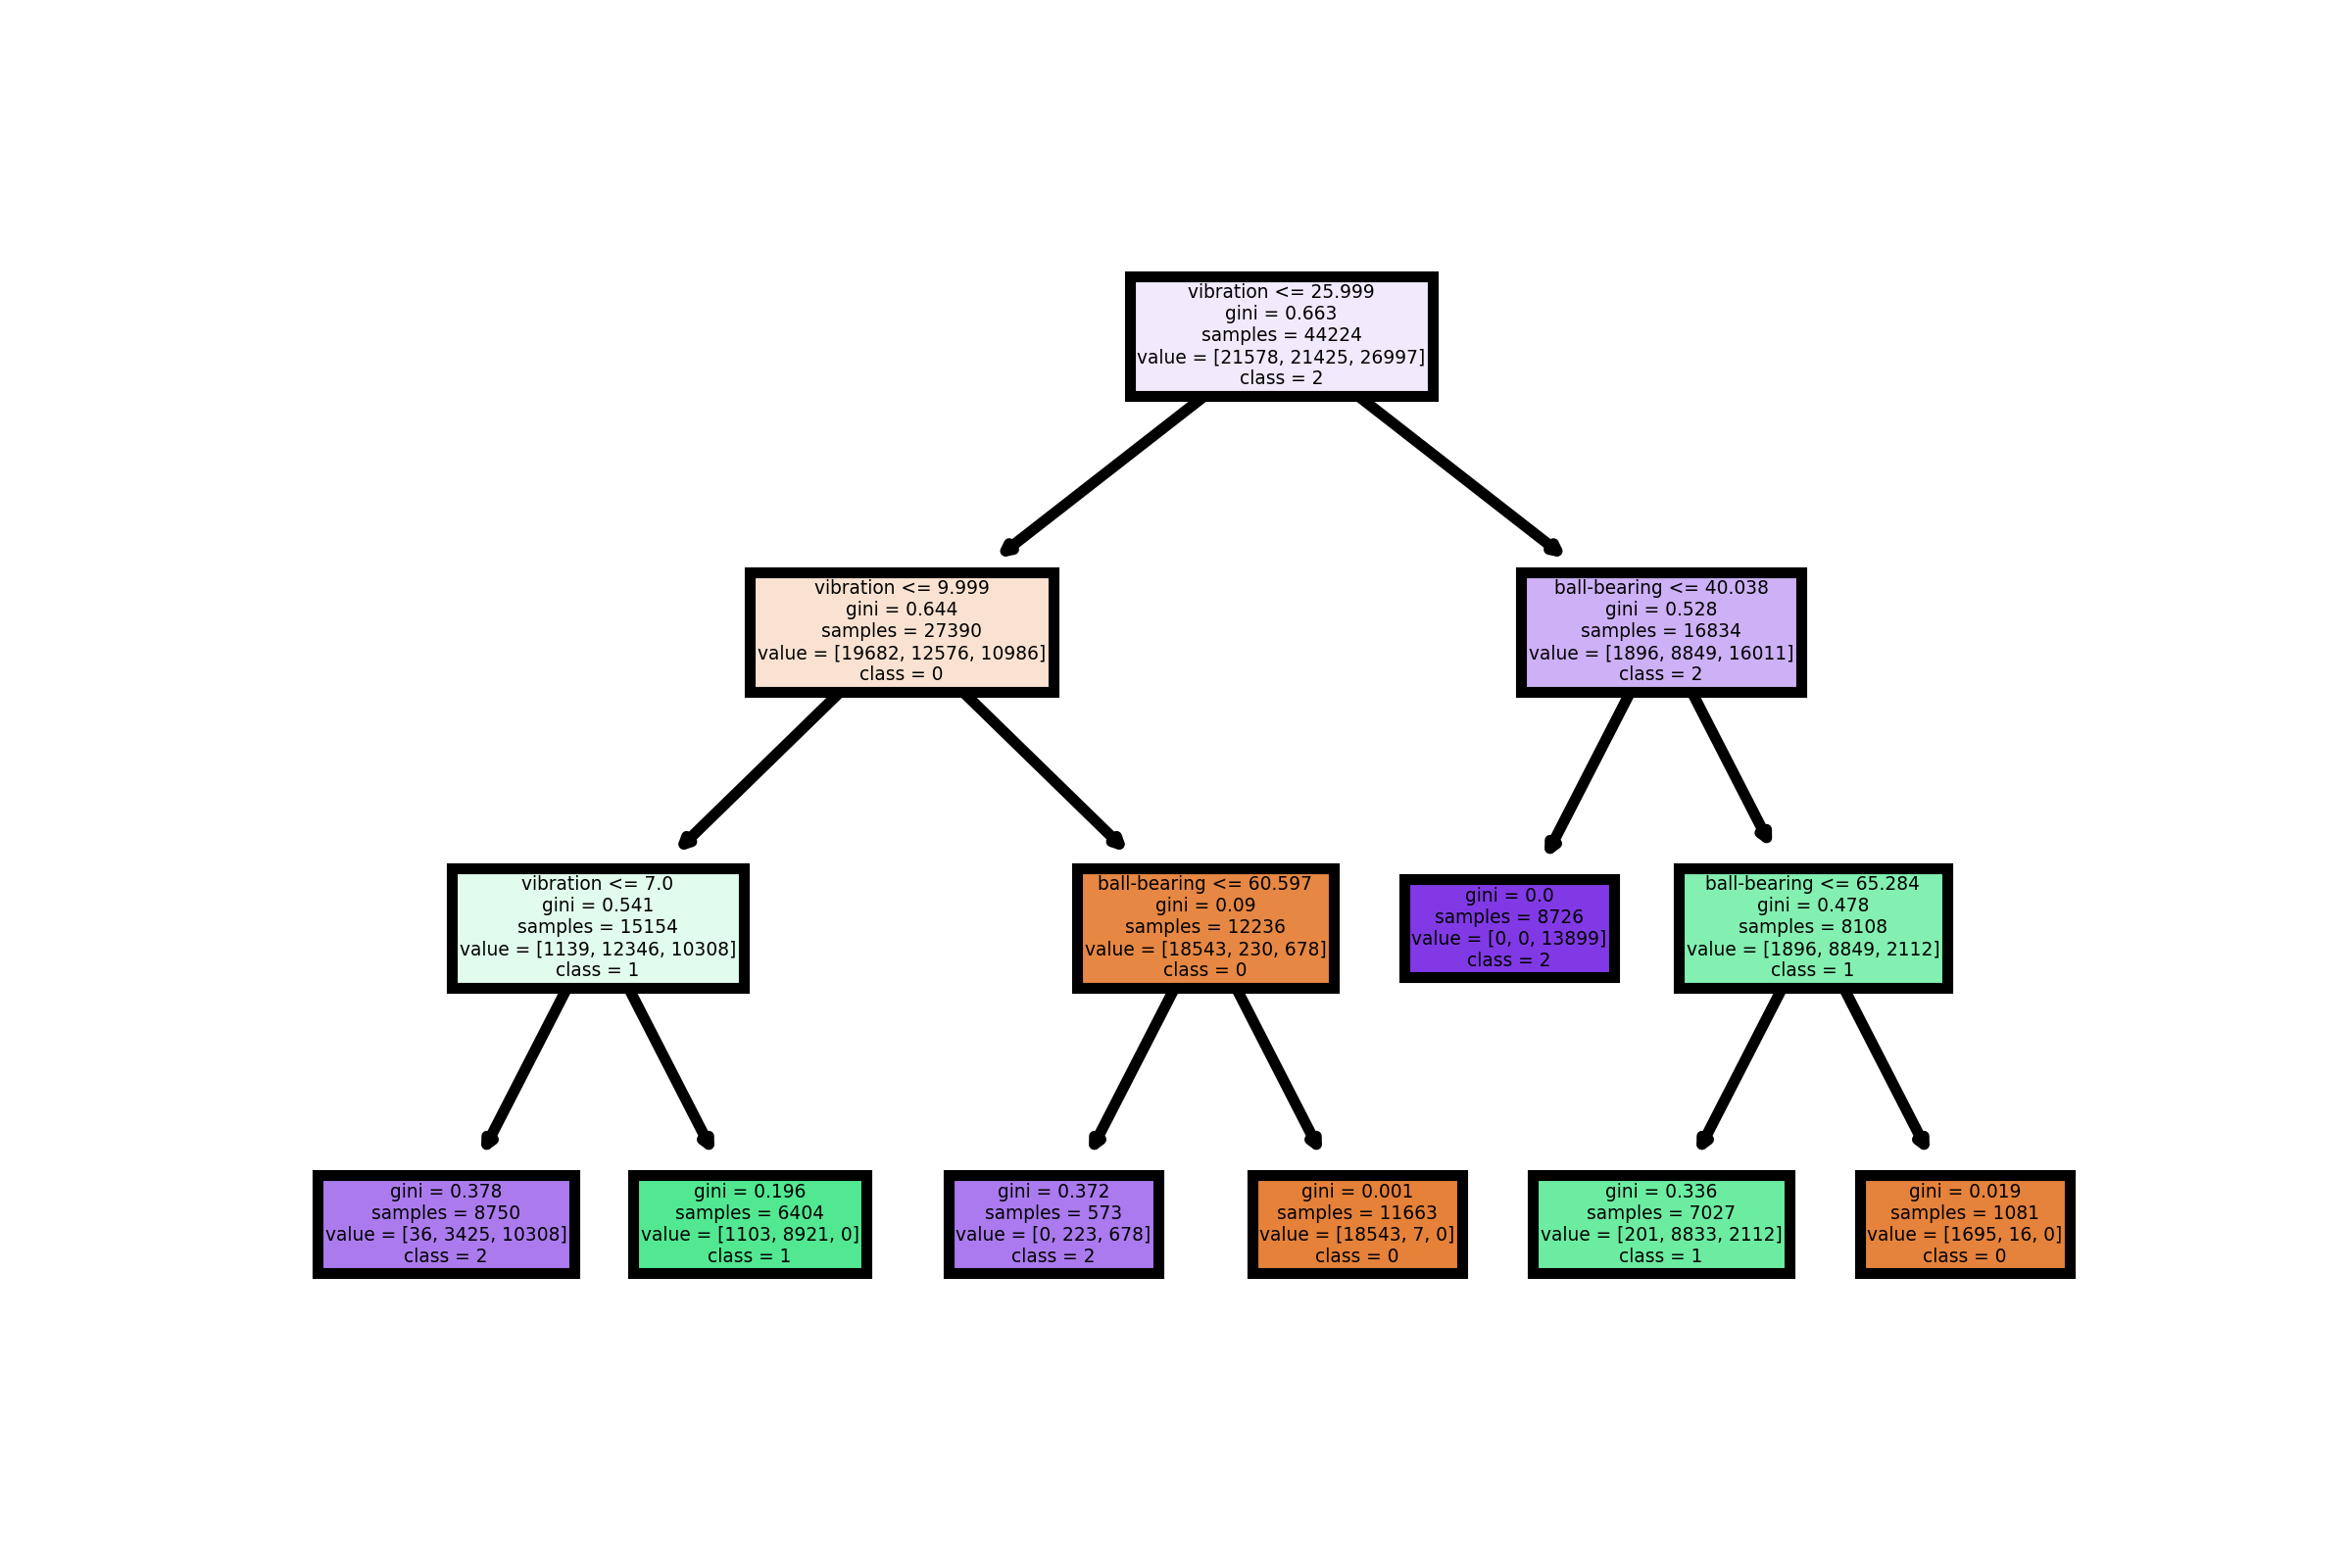 vibration <= 25.999
gini = 0.663
samples = 44224
value = [21578, 21425, 26997]
class = 2
vibration <= 9.999
gini = 0.644
samples = 27390
value = [19682, 12576, 10986]
class = 0
ball-bearing <= 40.038
gini = 0.528
samples = 16834
value = [1896, 8849, 16011]
class = 2
vibration <= 7.0
gini = 0.541
samples = 15154
value = [1139, 12346, 10308]
class = 1
ball-bearing <= 60.597
gini = 0.09
samples = 12236
value = [18543, 230, 678]
class = 0
gini = 0.0
samples = 8726
value = [0, 0, 13899]
class = 2
ball-bearing <= 65.284
gini = 0.478
samples = 8108
value = [1896, 8849, 2112]
class = 1
gini = 0.378
samples = 8750
value = [36, 3425, 10308]
class = 2
gini = 0.196
samples = 6404
value = [1103, 8921, 0]
class = 1
gini = 0.372
samples = 573
value = [0, 223, 678]
class = 2
gini = 0.001
samples = 11663
value = [18543, 7, 0]
class = 0
gini = 0.336
samples = 7027
value = [201, 8833, 2112]
class = 1
gini = 0.019
samples = 1081
value = [1695, 16, 0]
class = 0